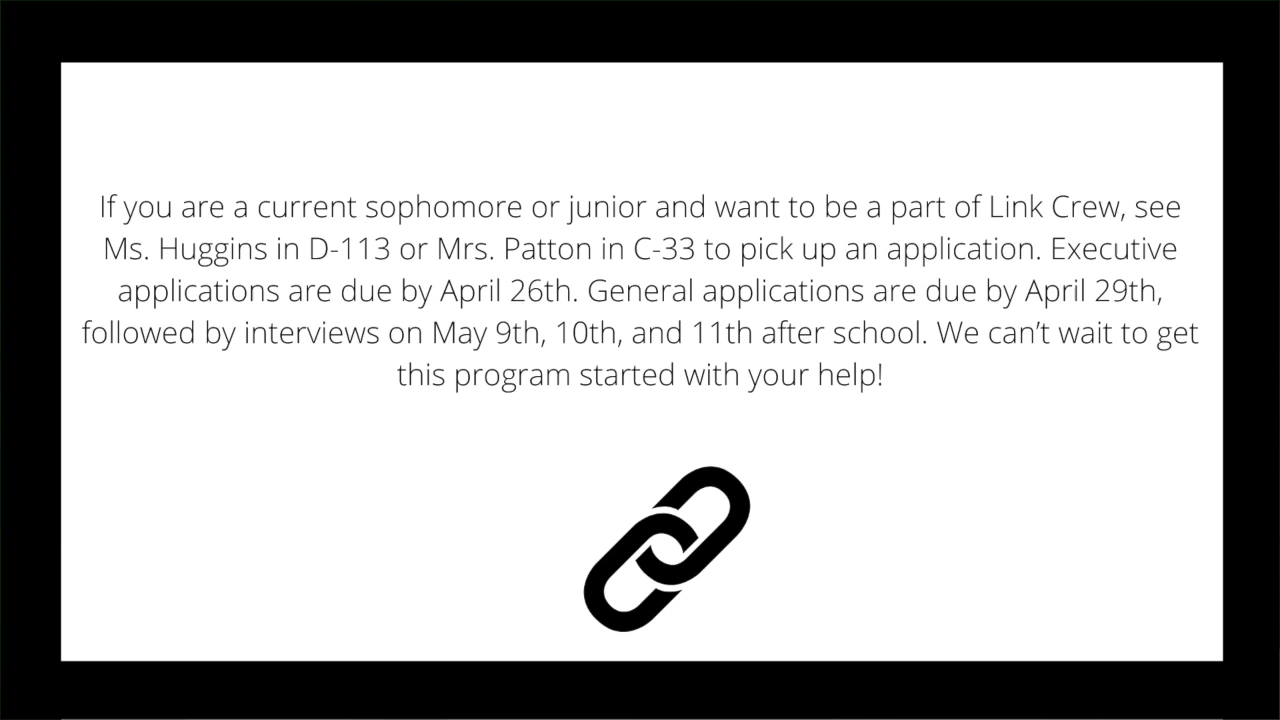 If you are a current sophomore or junior and want to be a part of Link Crew, see
Ms. Huggins in D-113 or Mrs. Patton in C-33 to pick up an application. Executive
applications are due by April 26th. General applications are due by April 29th,
followed by interviews on May 9th, 10th, and 11th after school. We can’t wait to get
this program started with your help!